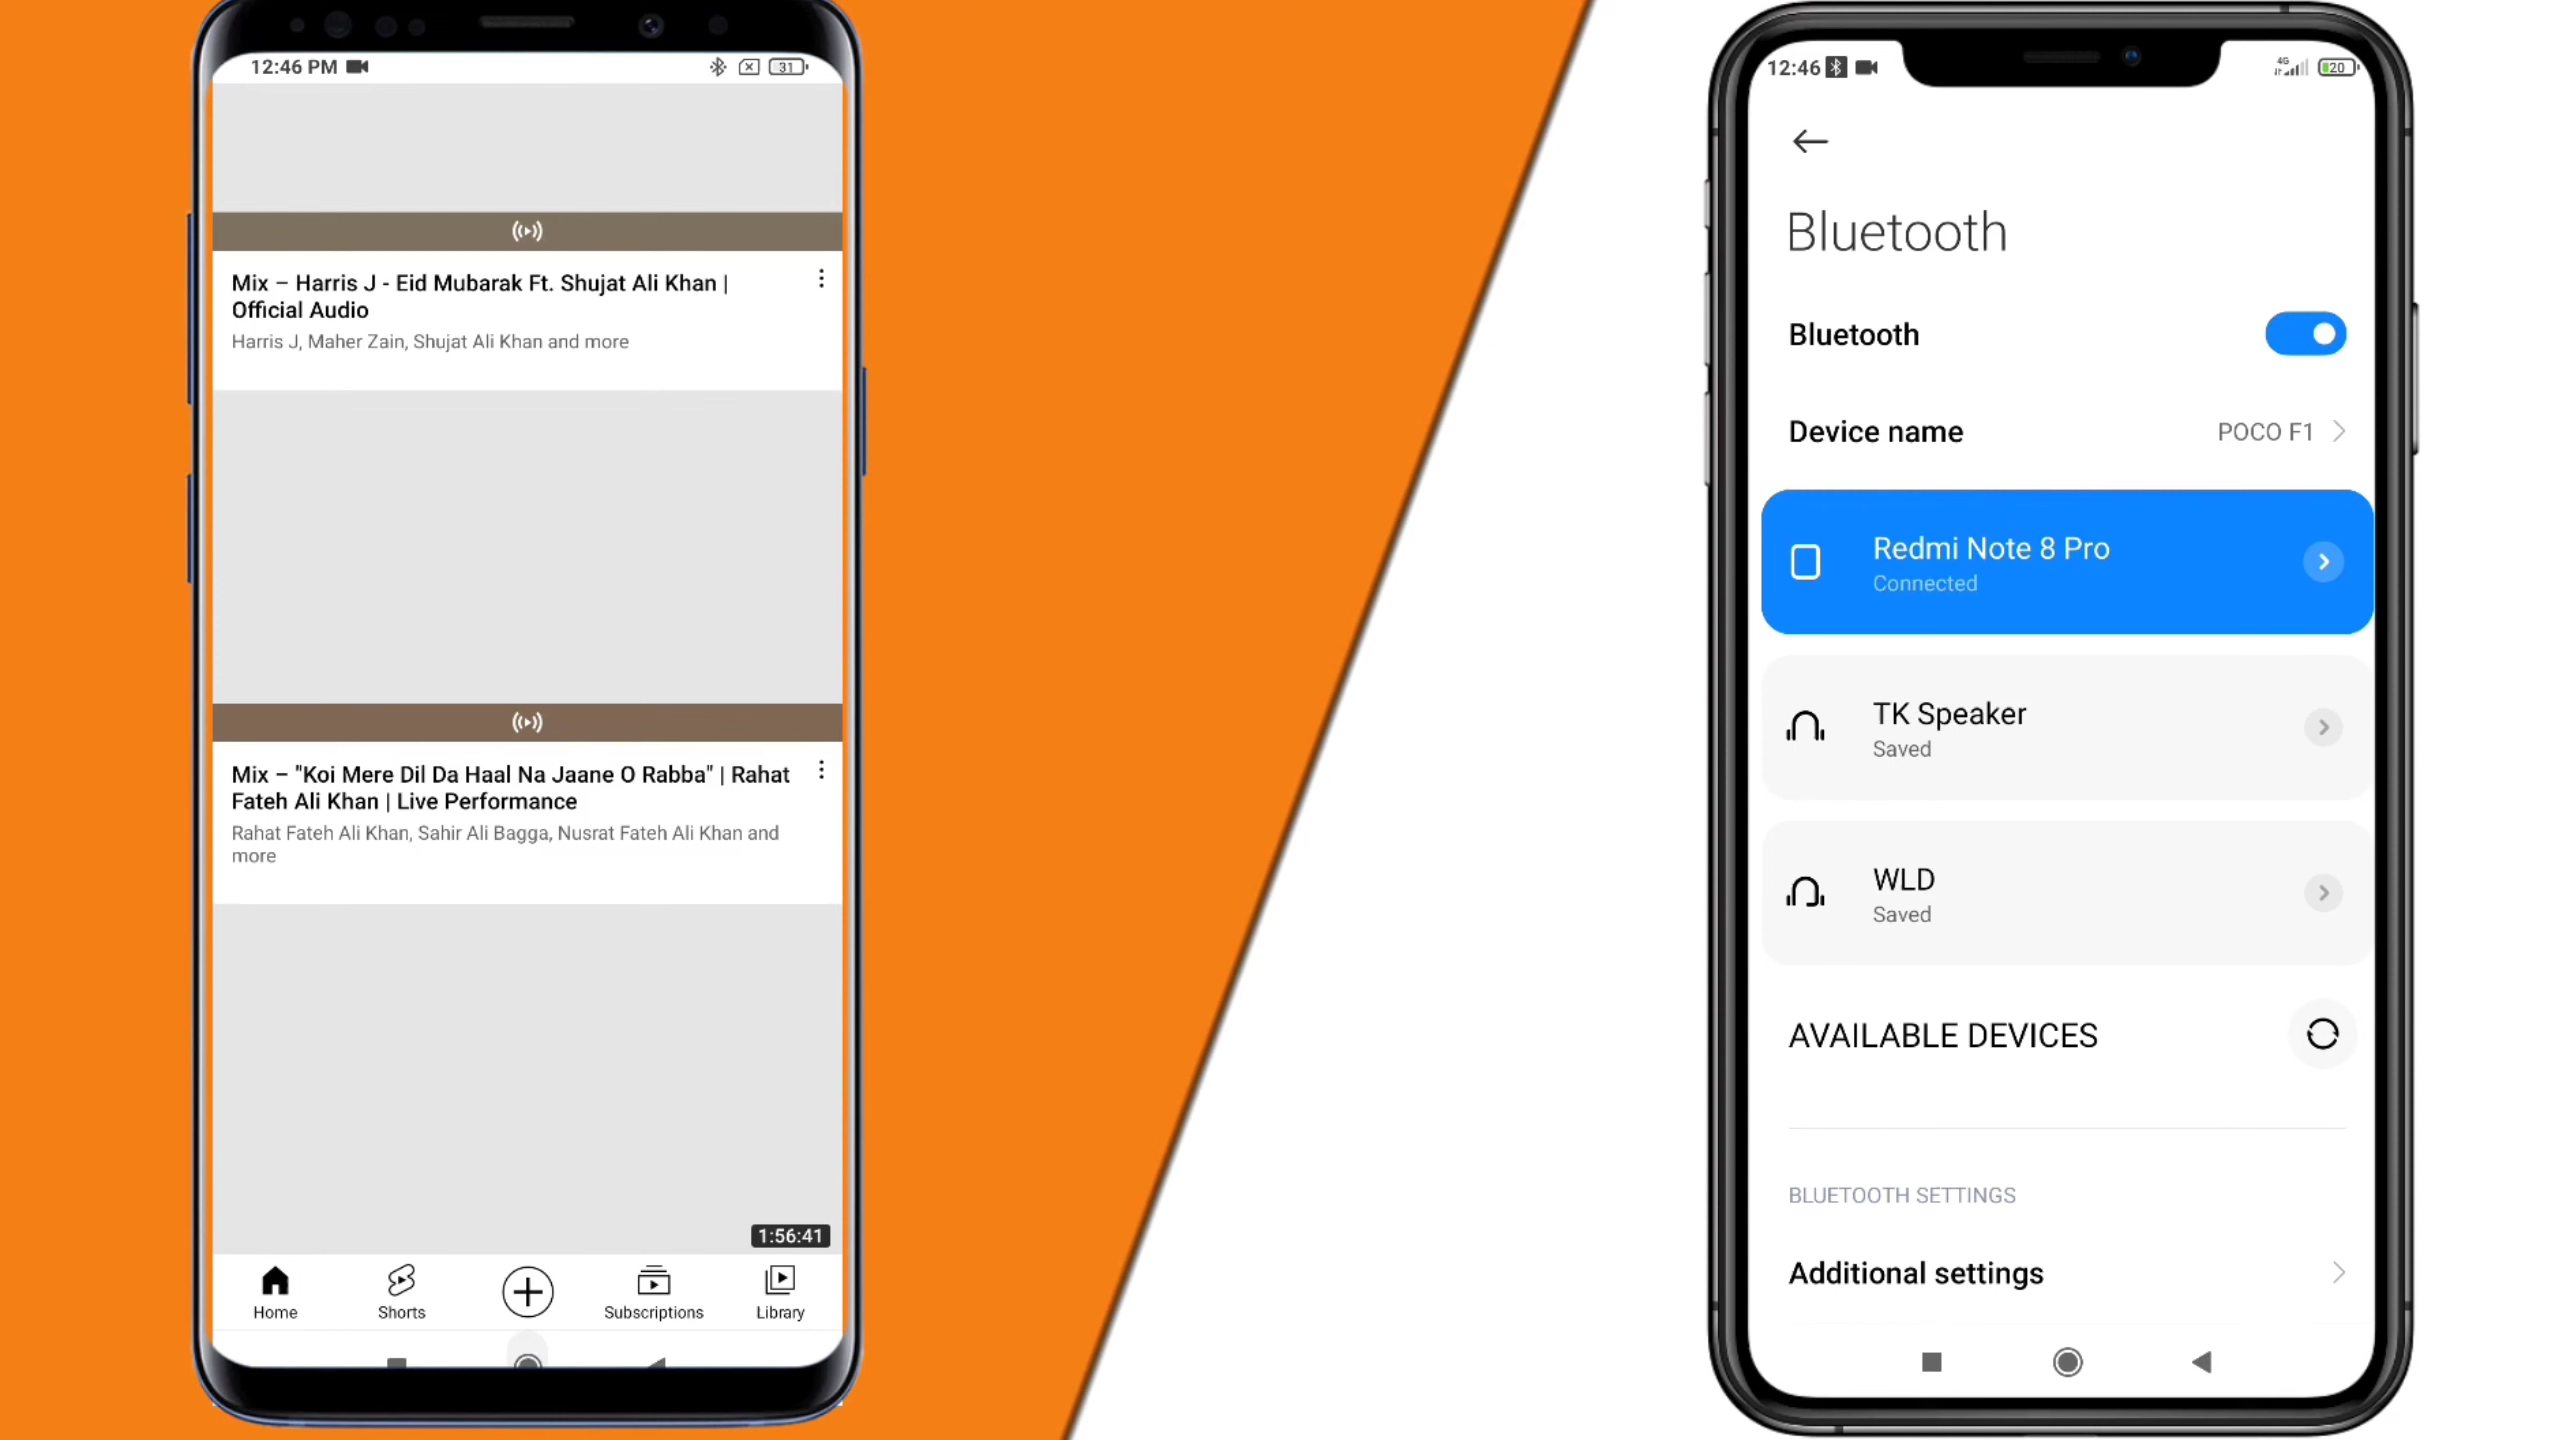 12:46 PM
31
Mix – Harris J - Eid Mubarak Ft. Shujat Ali Khan |
Official Audio
Harris J, Maher Zain, Shujat Ali Khan and more
Mix – "Koi Mere Dil Da Haal Na Jaane O Rabba" | Rahat
Fateh Ali Khan | Live Performance
Rahat Fateh Ali Khan, Sahir Ali Bagga, Nusrat Fateh Ali Khan and
more
1:56:41
Home
Shorts
Subscriptions
Library
12:46
4G
20
Bluetooth
Bluetooth
Device name
POCO F1
Redmi Note 8 Pro
Connected
TK Speaker
Saved
WLD
Saved
AVAILABLE DEVICES
BLUETOOTH SETTINGS
Additional settings